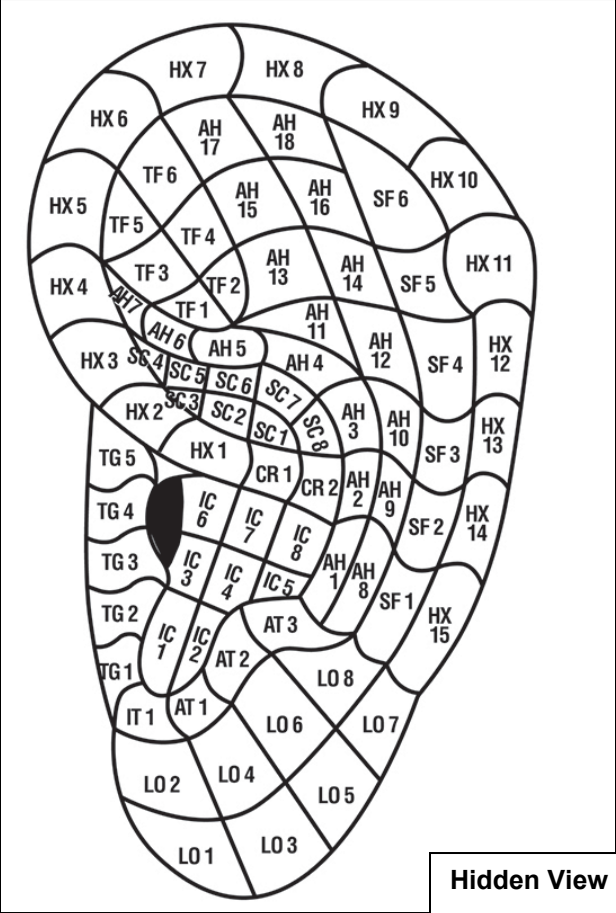 HX 7
HX 8
HX 9
HX 6
AH
17
AH
18
TF 6
HX 10
SF 6
AH
15
AH
16
HX 5
TF 5
TF 4
HX 11
AH
13
AH
14
TF 3
SF 5
TF 2
HX 4
AH7
TF 1
AH
11
AH 6
AH 5
AH
12
HX
12
HX 3
SC 4
SC 5
SC 6
AH 4
SF 4
SC 7
SC 3
HX 2
SC 2
SC 1
SC 8
AH
3
AH
10
HX
13
HX 1
SF 3
TG 5
CR 1
CR 2
AH
2
AH
9
TG 4
IC
6
IC
7
IC
8
SF 2
HX
14
TG 3
IC
3
IC
4
IC 5
AH
1
AH
8
SF 1
TG 2
HX
15
AT 3
IC
1
IC
2
AT 2
TG1
LO 8
AT 1
IT 1
LO 6
LO 7
LO 2
LO 4
LO 5
LO 1
LO 3
Hidden View